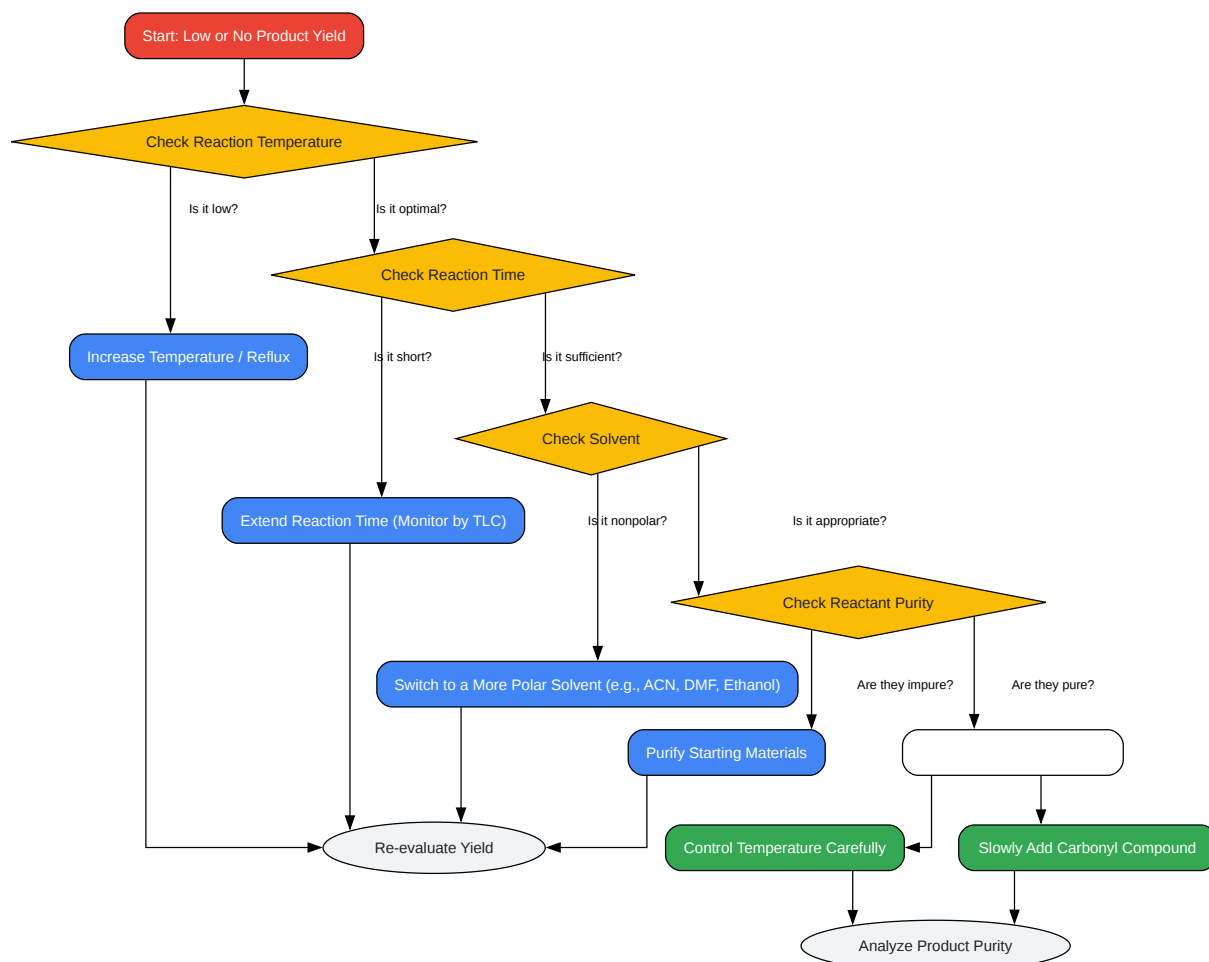 Start: Low or No Product Yield
Check Reaction Temperature
Is it low?
Is it optimal?
Check Reaction Time
Increase Temperature / Reflux
Is it short?
Is it sufficient?
Check Solvent
Extend Reaction Time (Monitor by TLC)
Is it nonpolar?
Is it appropriate?
Check Reactant Purity
Switch to a More Polar Solvent (e.g., ACN, DMF, Ethanol)
Are they impure?
Are they pure?
Purify Starting Materials
Re-evaluate Yield
Control Temperature Carefully
Slowly Add Carbonyl Compound
Analyze Product Purity